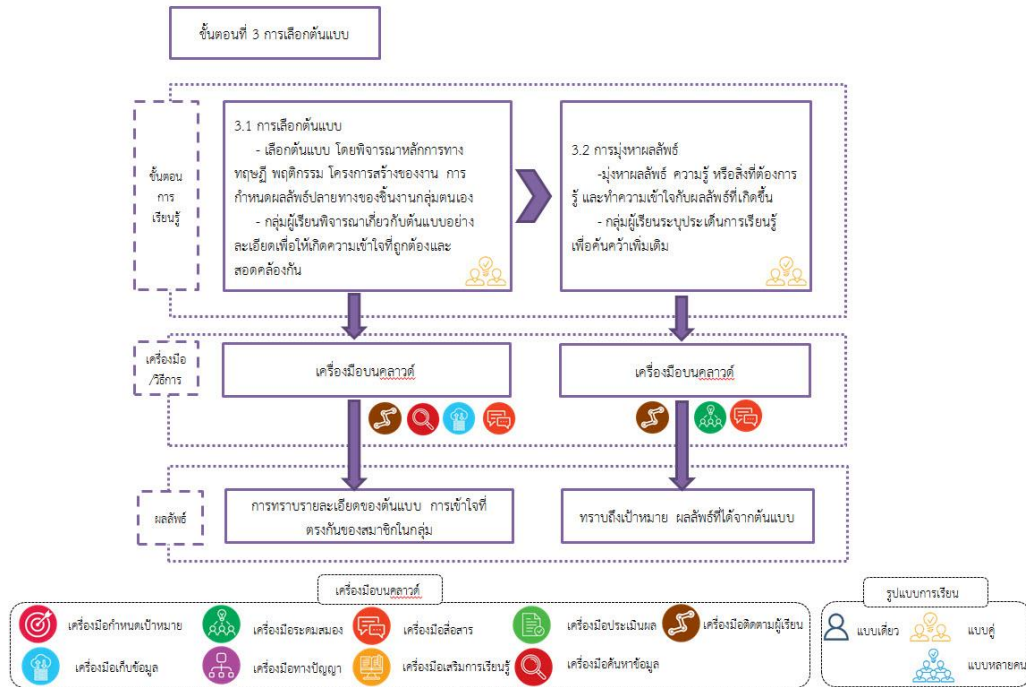 ขั้นตอนที่ 3 การเลือกต้นแบบ
ขั้นตอน
การ
เรียนรู้
3.1 การเลือกต้นแบบ
- เลือกต้นแบบ โดยพิจารณาหลักการทาง
ทฤษฏี พฤติกรรม โครงการสร้างของงาน การ
กำหนดผลลัพธ์ปลายทางของชิ้นงานกลุ่มตนเอง
- กลุ่มผู้เรียนพิจารณาเกี่ยวกับต้นแบบอย่าง
ละเอียดเพื่อให้เกิดความเข้าใจที่ถูกต้องและ
สอดคล้องกัน
3.2 การมุ่งหาผลลัพธ์
-มุ่งหาผลลัพธ์ ความรู้ หรือสิ่งที่ต้องการ
รู้ และทำความเข้าใจกับผลลัพธ์ที่เกิดขึ้น
- กลุ่มผู้เรียนระบุประเด็นการเรียนรู้
เพื่อค้นคว้าเพิ่มเติม
เครื่องมือ
/วิธีการ
เครื่องมือบนคลาวด์
เครื่องมือบนคลาวด์
ผลลัพธ์
การทราบรายละเอียดของต้นแบบ การเข้าใจที่
ตรงกันของสมาชิกในกลุ่ม
ทราบถึงเป้าหมาย ผลลัพธ์ที่ได้จากต้นแบบ
เครื่องมือบนคลาวด์
เครื่องมือกำหนดเป้าหมาย
เครื่องมือระดมสมอง
เครื่องมือสื่อสาร
เครื่องมือประเมินผล
เครื่องมือติดตามผู้เรียน
เครื่องมือเก็บข้อมูล
เครื่องมือทางปัญญา
เครื่องมือเสริมการเรียนรู้
เครื่องมือค้นหาข้อมูล
รูปแบบการเรียน
แบบเดี่ยว
แบบคู่
แบบหลายคน